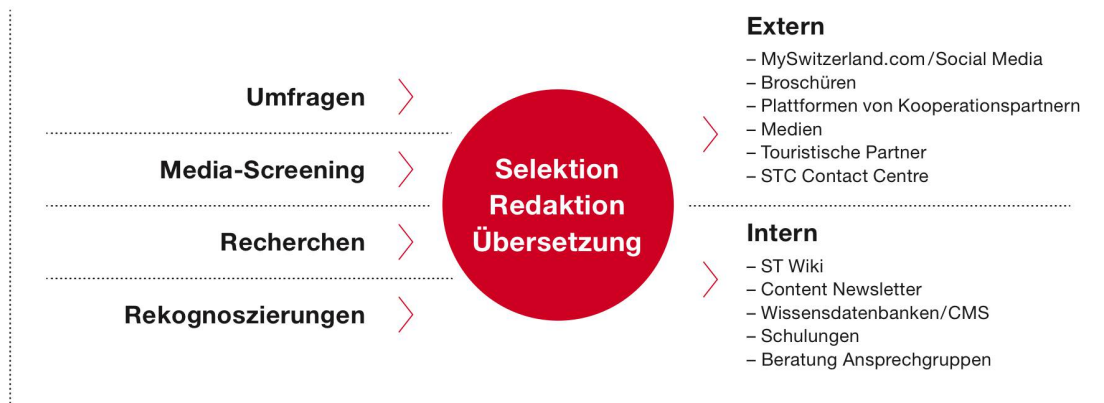 Umfragen
Media-Screening
Recherchen
Rekognoszierungen
Selektion
Redaktion
Übersetzung
Extern
– MySwitzerland.com/Social Media
– Broschüren
– Plattformen von Kooperationspartnern
– Medien
– Touristische Partner
– STC Contact Centre
Intern
– ST Wiki
– Content Newsletter
– Wissensdatenbanken/CMS
– Schulungen
– Beratung Ansprechgruppen